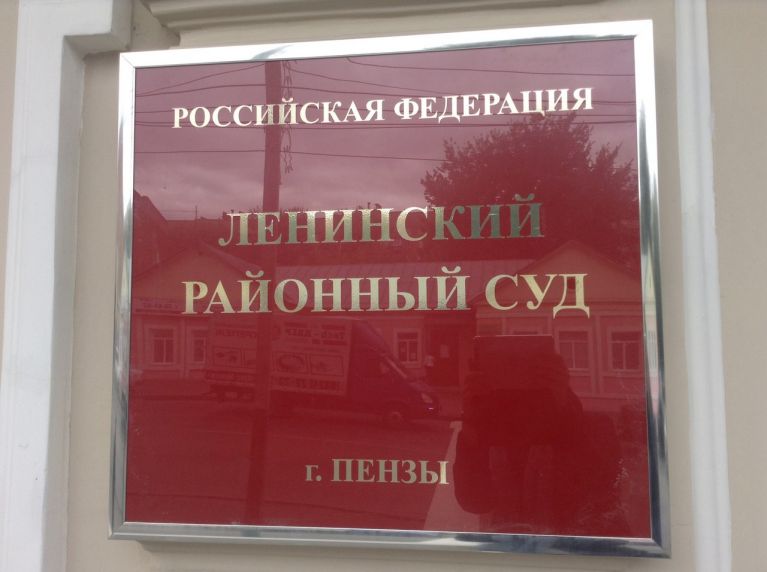 РОССИЙСКАЯ ФЕДЕРАЦИЯ
ЛЕНИНСКИЙ
РАЙОННЫЙ СУД
г. ПЕНЗЫ